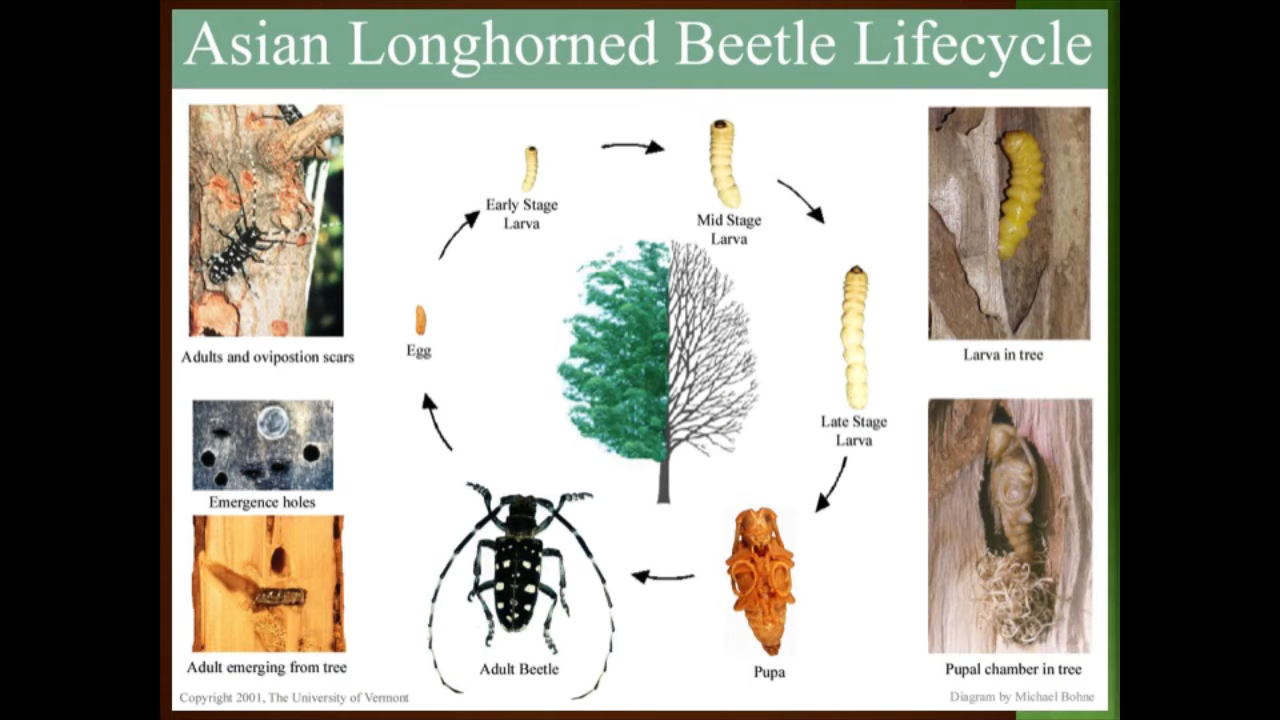 Asian Longhorned Beetle Lifecycle
Early Stage
Larva
Mid Stage
Larva
Late Stage
Larva
Pupa
Adult Beetle
Egg
Adults and ovipostion scars
Emergence holes
Adult emerging from tree
Larva in tree
Pupal chamber in tree
Copyright 2001, The University of Vermont
Diagram by Michael Bohne